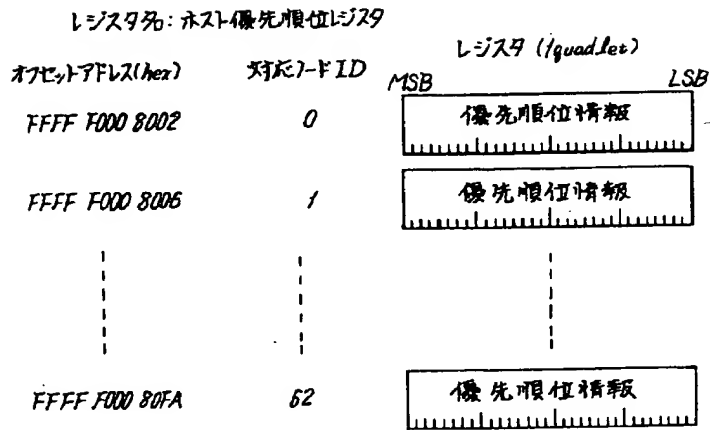 レジスタ名：ホスト優先順位レジスタ
オフセットアドレス(hex) 対応ノードID レジスタ(1quadlet)
MSB LSB
FFFF F000 8002 0 優先順位情報
FFFF F000 8006 1 優先順位情報
FFFF F000 80FA 62 優先順位情報